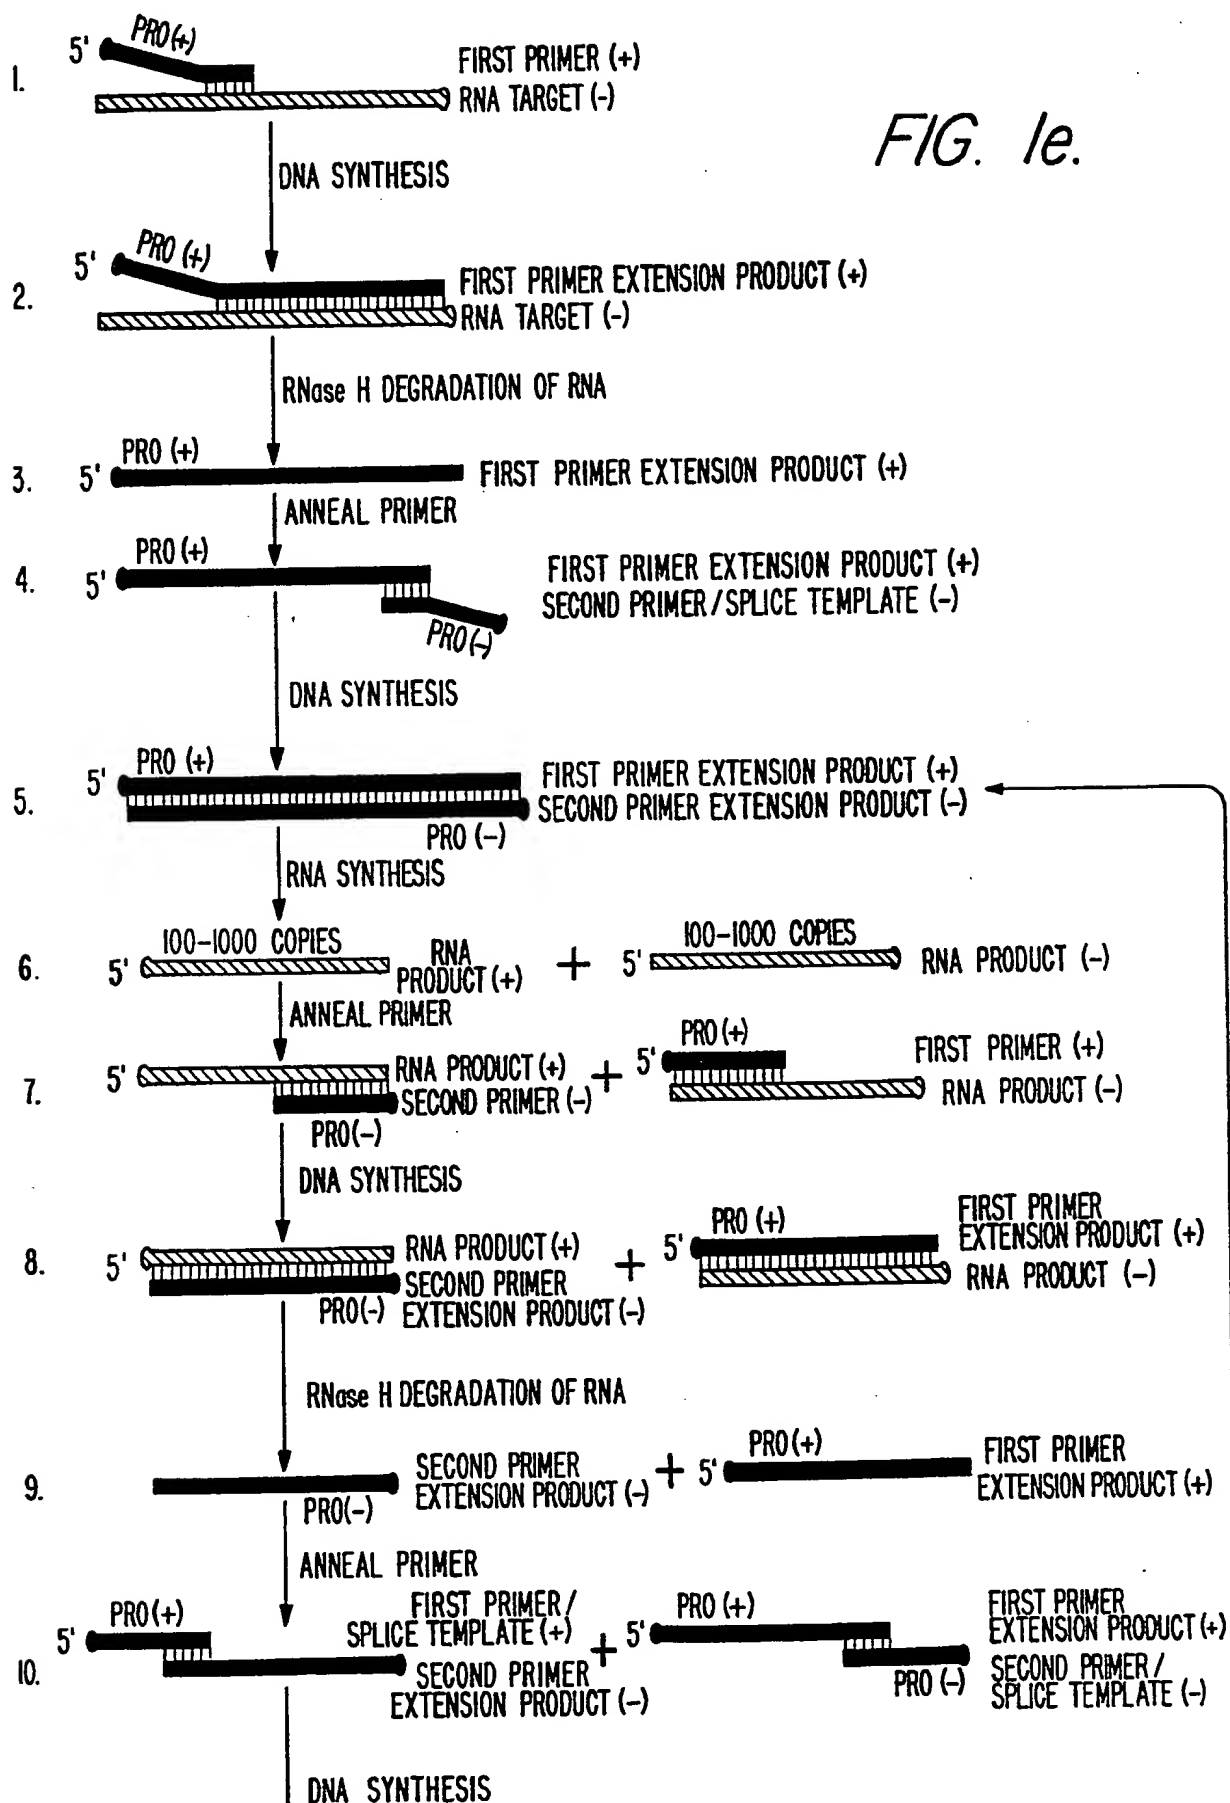 FIG. 1e.
1.
5'
PRO(+)
FIRST PRIMER (+)
RNA TARGET (-)
DNA SYNTHESIS
2.
5'
PRO (+)
FIRST PRIMER EXTENSION PRODUCT (+)
RNA TARGET (-)
RNase H DEGRADATION OF RNA
3.
5'
PRO (+)
FIRST PRIMER EXTENSION PRODUCT (+)
ANNEAL PRIMER
4.
5'
PRO (+)
FIRST PRIMER EXTENSION PRODUCT (+)
SECOND PRIMER/SPLICE TEMPLATE (-)
PRO(-)
DNA SYNTHESIS
5.
5'
PRO (+)
FIRST PRIMER EXTENSION PRODUCT (+)
SECOND PRIMER EXTENSION PRODUCT (-)
PRO (-)
RNA SYNTHESIS
6.
5'
100-1000 COPIES
RNA
PRODUCT (+)
+
5'
100-1000 COPIES
RNA PRODUCT (-)
ANNEAL PRIMER
7.
5'
RNA PRODUCT (+)
SECOND PRIMER (-)
PRO(-)
+
5'
PRO (+)
FIRST PRIMER (+)
RNA PRODUCT (-)
DNA SYNTHESIS
8.
5'
RNA PRODUCT (+)
SECOND PRIMER
EXTENSION PRODUCT (-)
PRO(-)
+
5'
PRO (+)
FIRST PRIMER
EXTENSION PRODUCT (+)
RNA PRODUCT (-)
RNase H DEGRADATION OF RNA
9.
SECOND PRIMER
EXTENSION PRODUCT (-)
PRO(-)
+
5'
PRO(+)
FIRST PRIMER
EXTENSION PRODUCT (+)
ANNEAL PRIMER
10.
5'
PRO(+)
FIRST PRIMER/
SPLICE TEMPLATE (+)
SECOND PRIMER
EXTENSION PRODUCT (-)
+
5'
PRO (+)
FIRST PRIMER
EXTENSION PRODUCT (+)
SECOND PRIMER/
SPLICE TEMPLATE (-)
PRO (-)
DNA SYNTHESIS